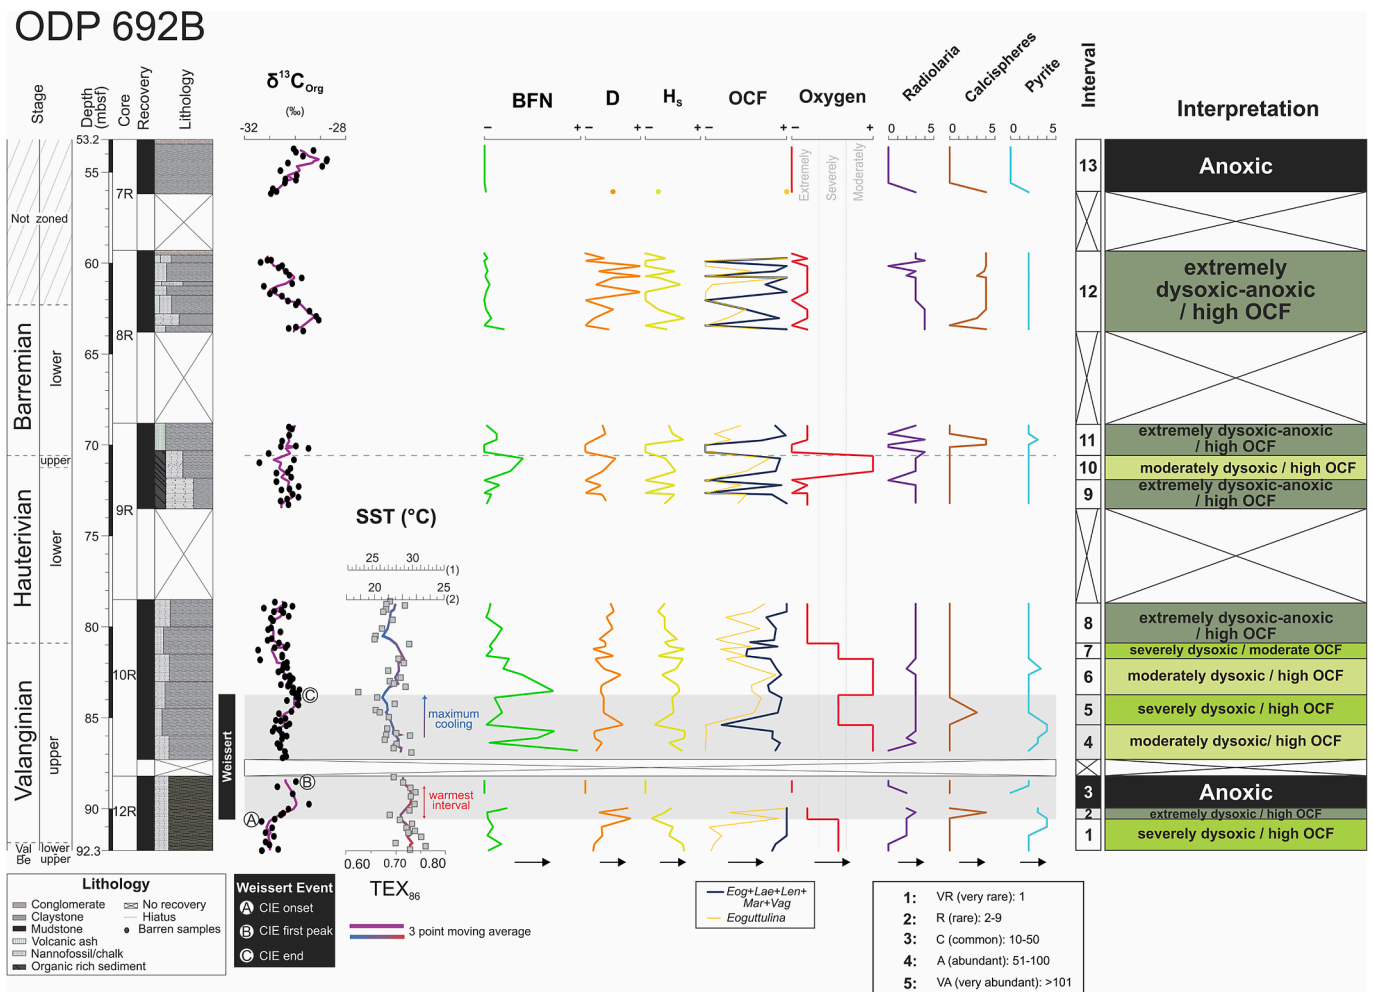 ODP 692B
Stage
Depth (mbsf)
Core
Recovery
Lithology
δ¹³C Org
(‰)
-32 -28
BFN
D
Hs
OCF
Oxygen
Radiolaria
Calcispheres
Pyrite
Interval
Interpretation
− + − + − + − + − +
0 5 0 5 0 5
Extremely
Severely
Moderately
53.2
55
60
65
70
75
80
85
90
92.3
7R
8R
9R
10R
12R
Not zoned
Barremian
lower
upper
Hauterivian
lower
Valanginian
upper
Val lower
Be upper
SST (°C)
25 30 (1)
20 25 (2)
maximum
cooling
warmest
interval
Weissert
A
B
C
0.60 0.70 0.80
TEX86
3 point moving average
13 Anoxic
12 extremely
dysoxic-anoxic
/ high OCF
11 extremely dysoxic-anoxic
/ high OCF
10 moderately dysoxic / high OCF
9 extremely dysoxic-anoxic
/ high OCF
8 extremely dysoxic-anoxic
/ high OCF
7 severely dysoxic / moderate OCF
6 moderately dysoxic / high OCF
5 severely dysoxic / high OCF
4 moderately dysoxic/ high OCF
3 Anoxic
2 extremely dysoxic/ high OCF
1 severely dysoxic / high OCF
Lithology
Conglomerate
Claystone
Mudstone
Volcanic ash
Nannofossil/chalk
Organic rich sediment
No recovery
Hiatus
Barren samples
Weissert Event
A CIE onset
B CIE first peak
C CIE end
Eog+Lae+Len+
Mar+Vag
Eoguttulina
1: VR (very rare): 1
2: R (rare): 2-9
3: C (common): 10-50
4: A (abundant): 51-100
5: VA (very abundant): >101